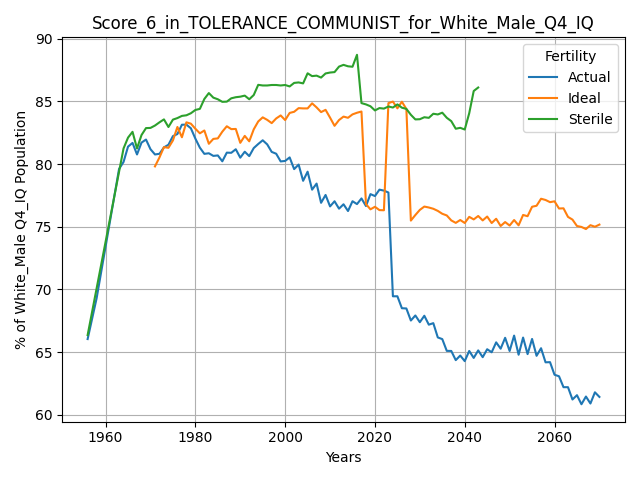 Score_6_in_TOLERANCE_COMMUNIST_for_White_Male_Q4_IQ
% of White_Male Q4_IQ Population
90
85
80
75
70
65
60
Fertility
Actual
Ideal
Sterile
1960 1980 2000 2020 2040 2060
Years